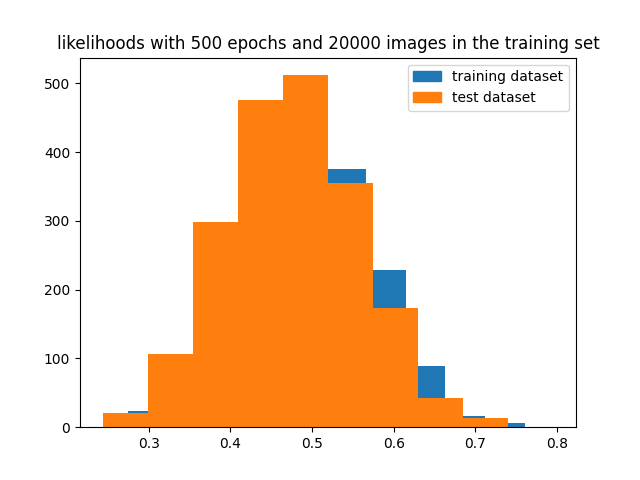 likelihoods with 500 epochs and 20000 images in the training set
training dataset
test dataset
500
400
300
200
100
0
0.3 0.4 0.5 0.6 0.7 0.8